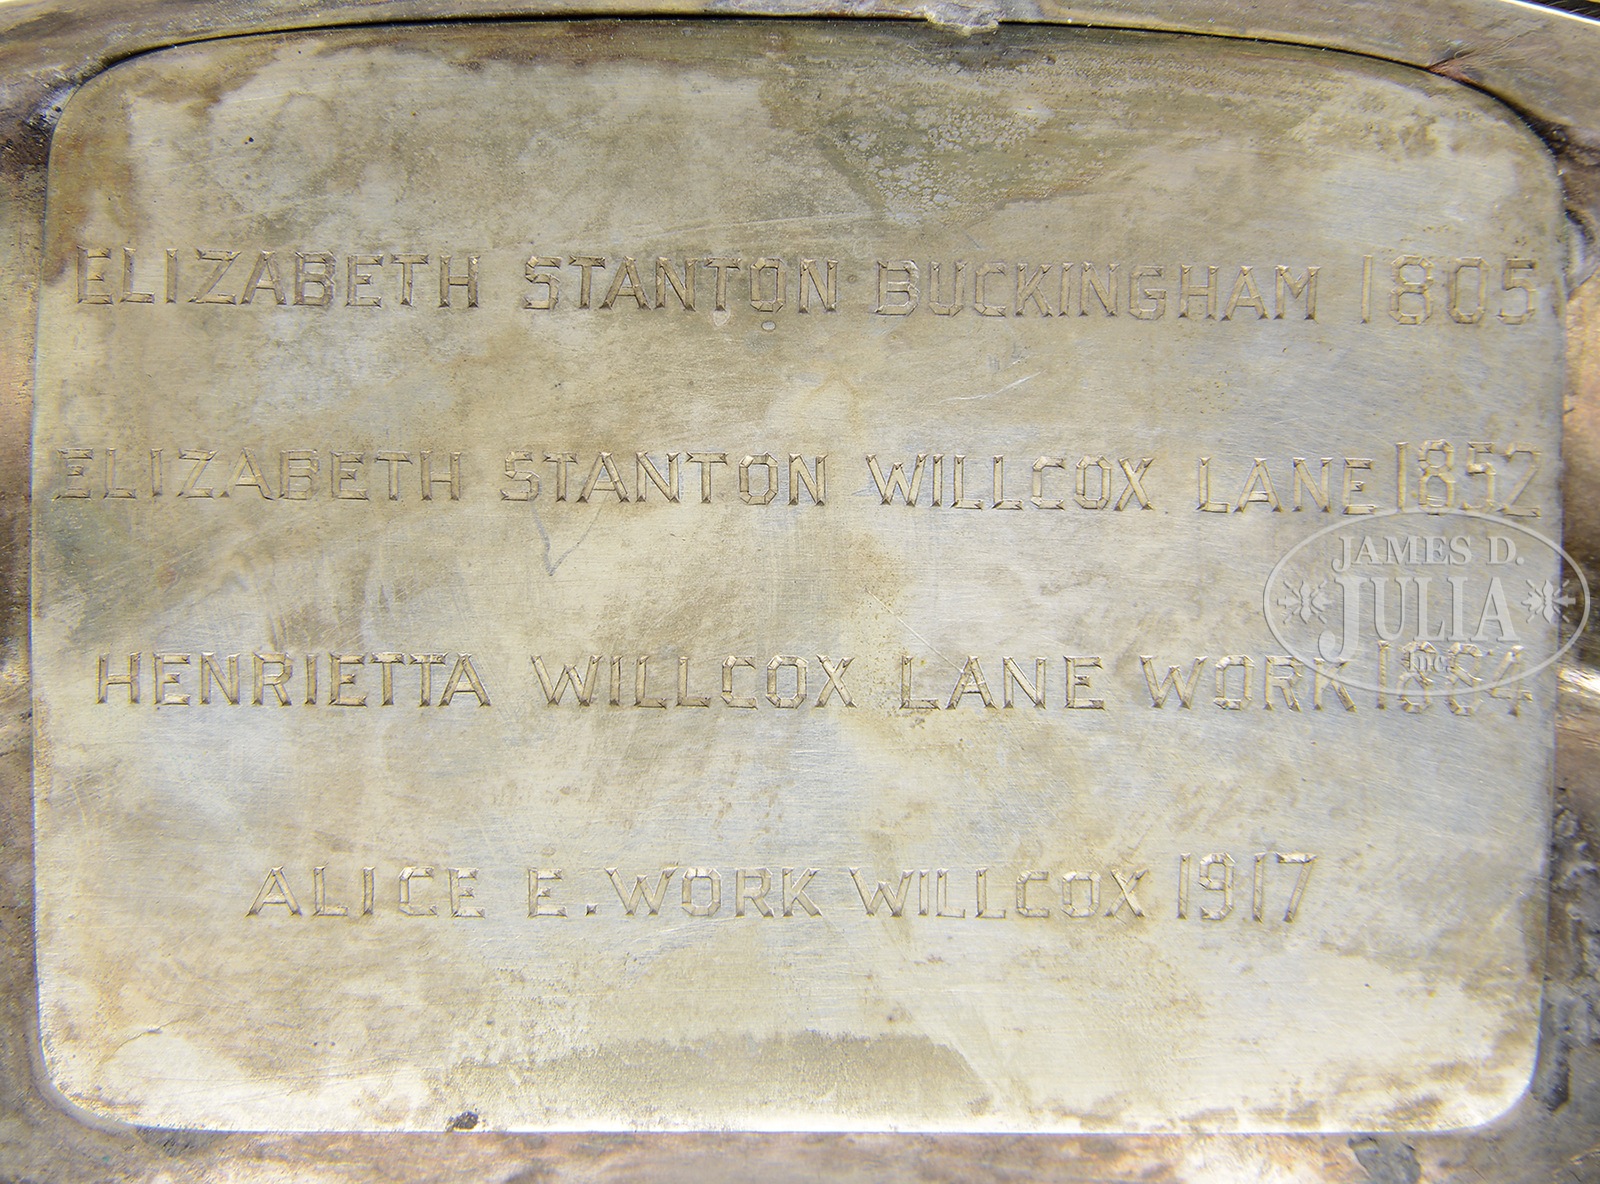 ELIZABETH STANTON BUCKINGHAM 1805
ELIZABETH STANTON WILLCOX LANE 1852
HENRIETTA WILLCOX LANE WORK 1884
ALICE E. WORK WILLCOX 1917
JAMES D.
JULIA
Inc.